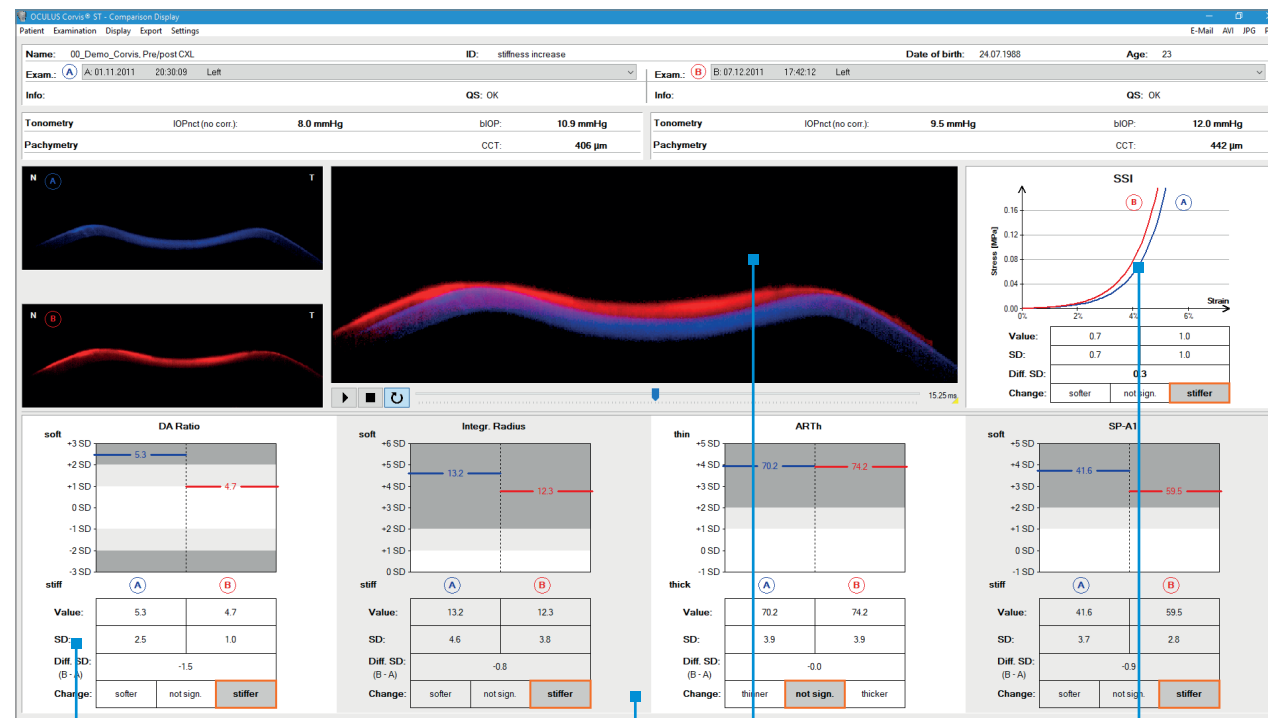 OCULUS Corvis® ST - Comparison Display
Patient Examination Display Export Settings E-Mail AVI JPG
Name: 00_Demo_Corvis, Pre/post CXL ID: stiffness increase Date of birth: 24.07.1988 Age: 23
Exam.: A A: 01.11.2011 20:30:09 Left Exam.: B B: 07.12.2011 17:42:12 Left
Info: QS: OK Info: QS: OK
Tonometry IOPnct (no corr.): 8.0 mmHg bIOP: 10.9 mmHg Tonometry IOPnct (no corr.): 9.5 mmHg bIOP: 12.0 mmHg
Pachymetry CCT: 406 µm Pachymetry CCT: 442 µm
N A T
N B T
15.25 ms
SSI
B A
Stress [MPa]
0.16
0.12
0.08
0.04
0.00
Strain
0% 2% 4% 6%
Value: 0.7 1.0
SD: 0.7 1.0
Diff. SD: 0.3
Change: softer not sign. stiffer
DA Ratio
soft
+3 SD
+2 SD
+1 SD
0 SD
-1 SD
-2 SD
-3 SD
5.3
4.7
stiff A B
Value: 5.3 4.7
SD: 2.5 1.0
Diff. SD: -1.5
(B - A)
Change: softer not sign. stiffer
Integr. Radius
soft
+6 SD
+5 SD
+4 SD
+3 SD
+2 SD
+1 SD
0 SD
13.2
12.3
stiff A B
Value: 13.2 12.3
SD: 4.6 3.8
Diff. SD: -0.8
(B - A)
Change: softer not sign. stiffer
ARTh
thin
+5 SD
+4 SD
+3 SD
+2 SD
+1 SD
0 SD
-1 SD
70.2 74.2
thick A B
Value: 70.2 74.2
SD: 3.9 3.9
Diff. SD: -0.0
(B - A)
Change: thinner not sign. thicker
SP-A1
soft
+5 SD
+4 SD
+3 SD
+2 SD
+1 SD
0 SD
-1 SD
41.6
59.5
stiff A B
Value: 41.6 59.5
SD: 3.7 2.8
Diff. SD: -0.9
(B - A)
Change: softer not sign. stiffer